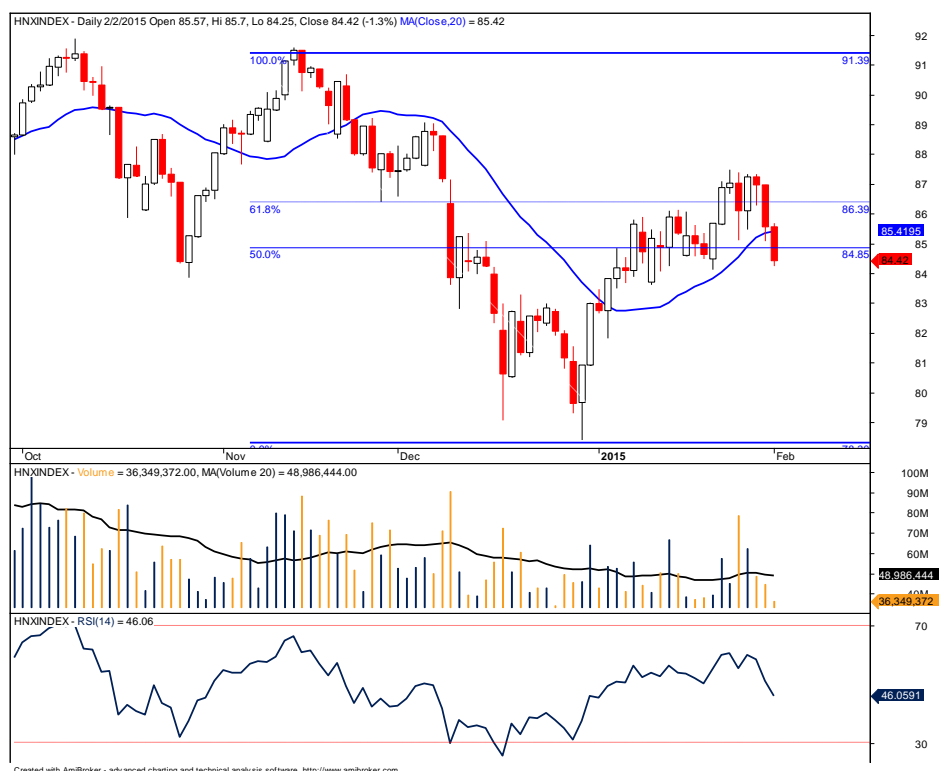 HNXINDEX - Daily 2/2/2015 Open 85.57, Hi 85.7, Lo 84.25, Close 84.42 (-1.3%) MA(Close,20) = 85.42
92
100.0% 91.39
91
90
89
88
87
61.8% 86.39
86
85.4195
85
50.0% 84.85
84.42
84
83
82
81
80
79
Oct Nov Dec 2015 Feb
HNXINDEX - Volume = 36,349,372.00, MA(Volume 20) = 48,986,444.00
100M
90M
80M
70M
60M
48,986,444
40M
36,349,372
HNXINDEX - RSI(14) = 46.06
70
46.0591
30
Created with AmiBroker - advanced charting and technical analysis software. http://www.amibroker.com